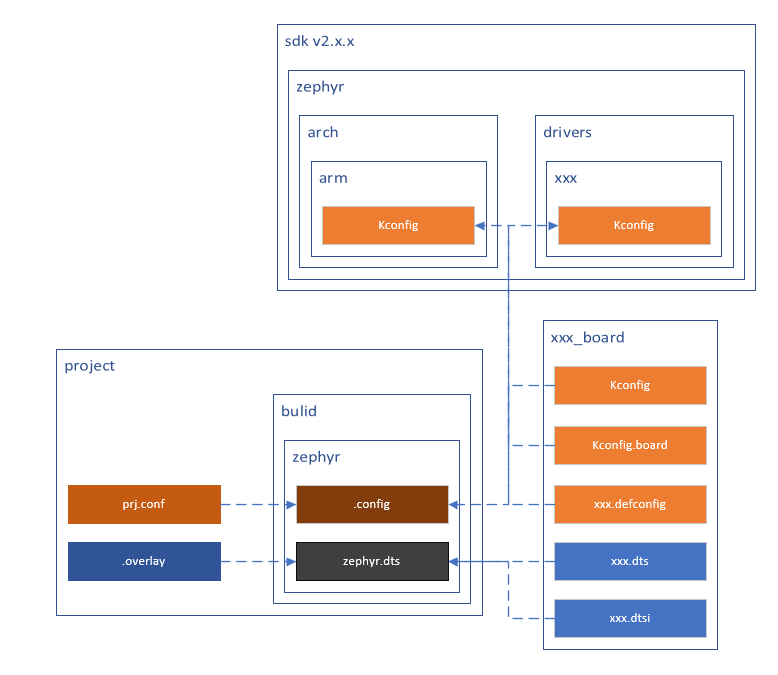 sdk v2.x.x
zephyr
arch
drivers
arm
xxx
Kconfig
Kconfig
xxx_board
project
Kconfig
bulid
Kconfig.board
zephyr
prj.conf
.config
xxx.defconfig
.overlay
zephyr.dts
xxx.dts
xxx.dtsi